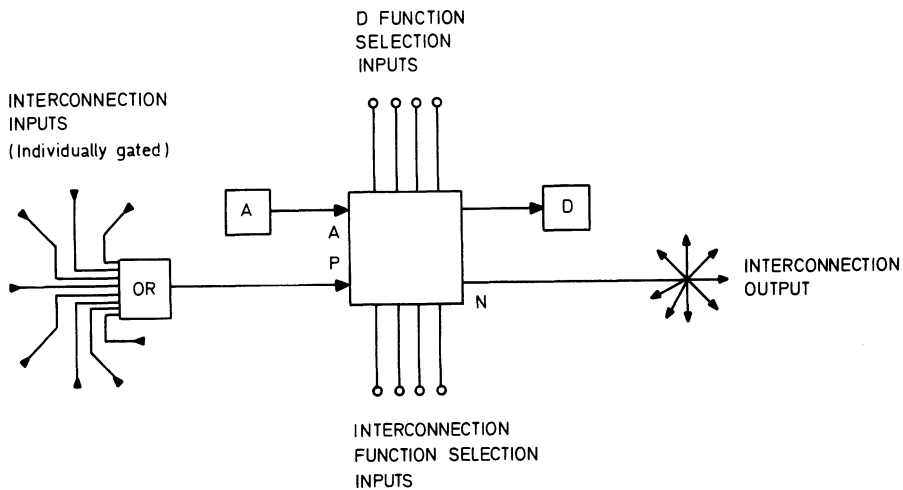 D FUNCTION
SELECTION
INPUTS
INTERCONNECTION
INPUTS
(Individually gated)
A
A
P
OR
D
N
INTERCONNECTION
OUTPUT
INTERCONNECTION
FUNCTION SELECTION
INPUTS